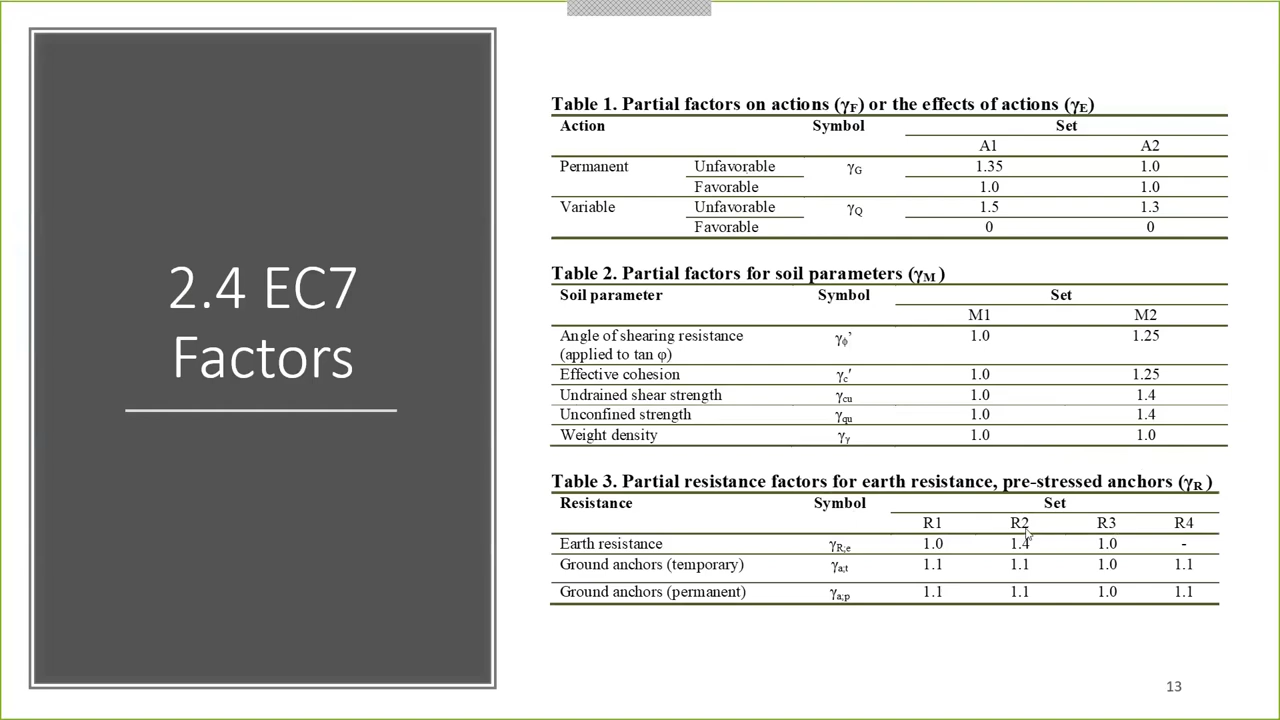 2.4 EC7
Factors
Table 1. Partial factors on actions (γF) or the effects of actions (γE)
Action Symbol Set
A1 A2
Permanent Unfavorable γG 1.35 1.0
Favorable 1.0 1.0
Variable Unfavorable γQ 1.5 1.3
Favorable 0 0
Table 2. Partial factors for soil parameters (γM )
Soil parameter Symbol Set
M1 M2
Angle of shearing resistance γϕ’ 1.0 1.25
(applied to tan φ)
Effective cohesion γc′ 1.0 1.25
Undrained shear strength γcu 1.0 1.4
Unconfined strength γqu 1.0 1.4
Weight density γγ 1.0 1.0
Table 3. Partial resistance factors for earth resistance, pre-stressed anchors (γR )
Resistance Symbol Set
R1 R2 R3 R4
Earth resistance γR,e 1.0 1.4 1.0 -
Ground anchors (temporary) γa;t 1.1 1.1 1.0 1.1
Ground anchors (permanent) γa;p 1.1 1.1 1.0 1.1
13